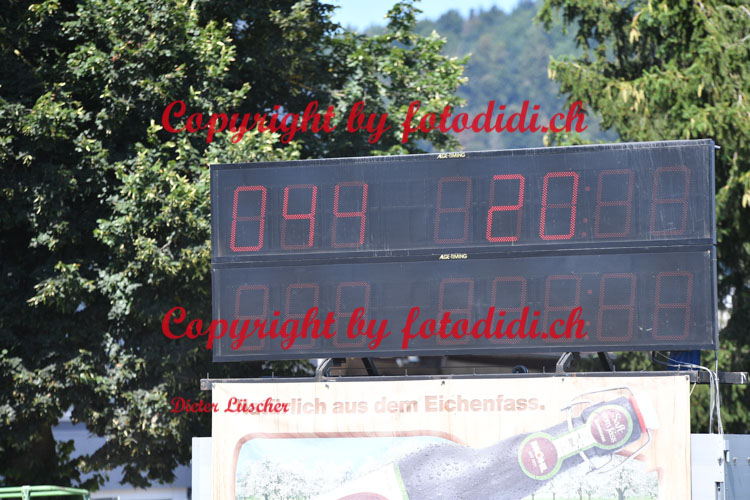 Copyright by fotodidi.ch
ALGE-TIMING
044 20
ALGE-TIMING
Copyright by fotodidi.ch
Dieter Lüscher
lich aus dem Eichenfass.